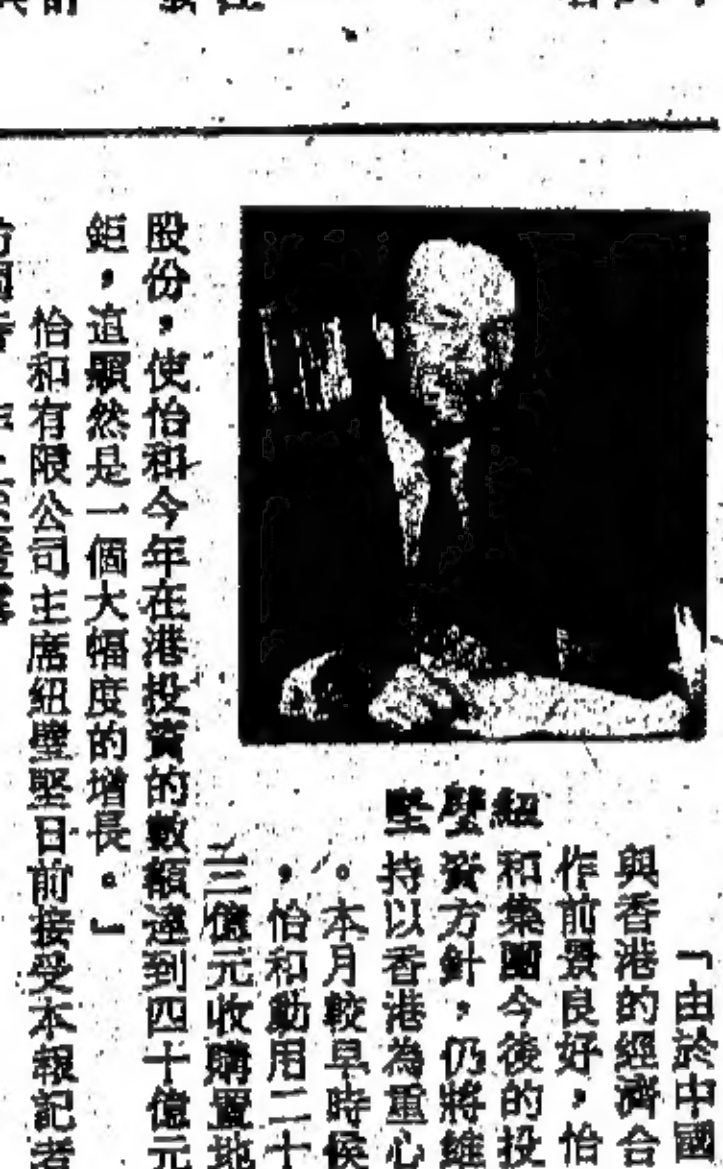 紐壁堅
「由於中國
與香港的經濟合
作前景良好，怡
和集團今後的投
資方針，仍將維
持以香港為重心
。本月較早時侯
，怡和動用二十
三億元收購置地
股份，使怡和今年在港投資的數額達到四十億元
鉅，這顯然是一個大幅度的增長。」
怡和有限公司主席紐壁堅日前接受本報記者